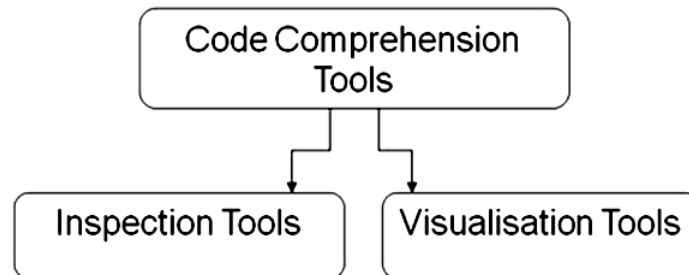 Code Comprehension
Tools
Inspection Tools
Visualisation Tools